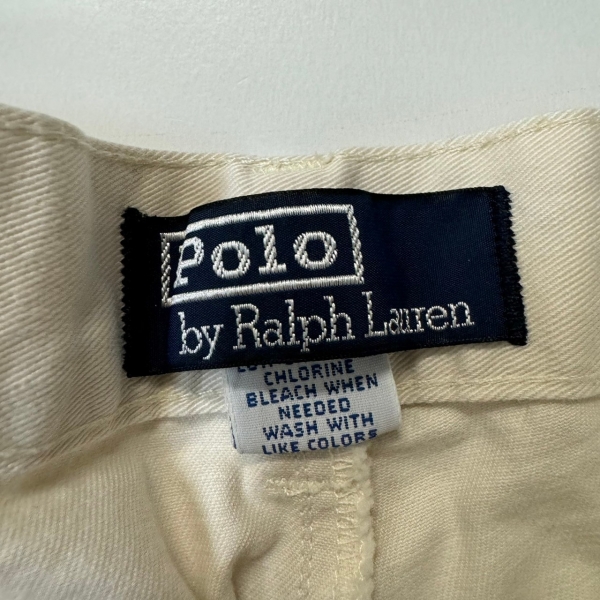 Polo
by Ralph Lauren
CHLORINE
BLEACH WHEN
NEEDED
WASH WITH
LIKE COLORS